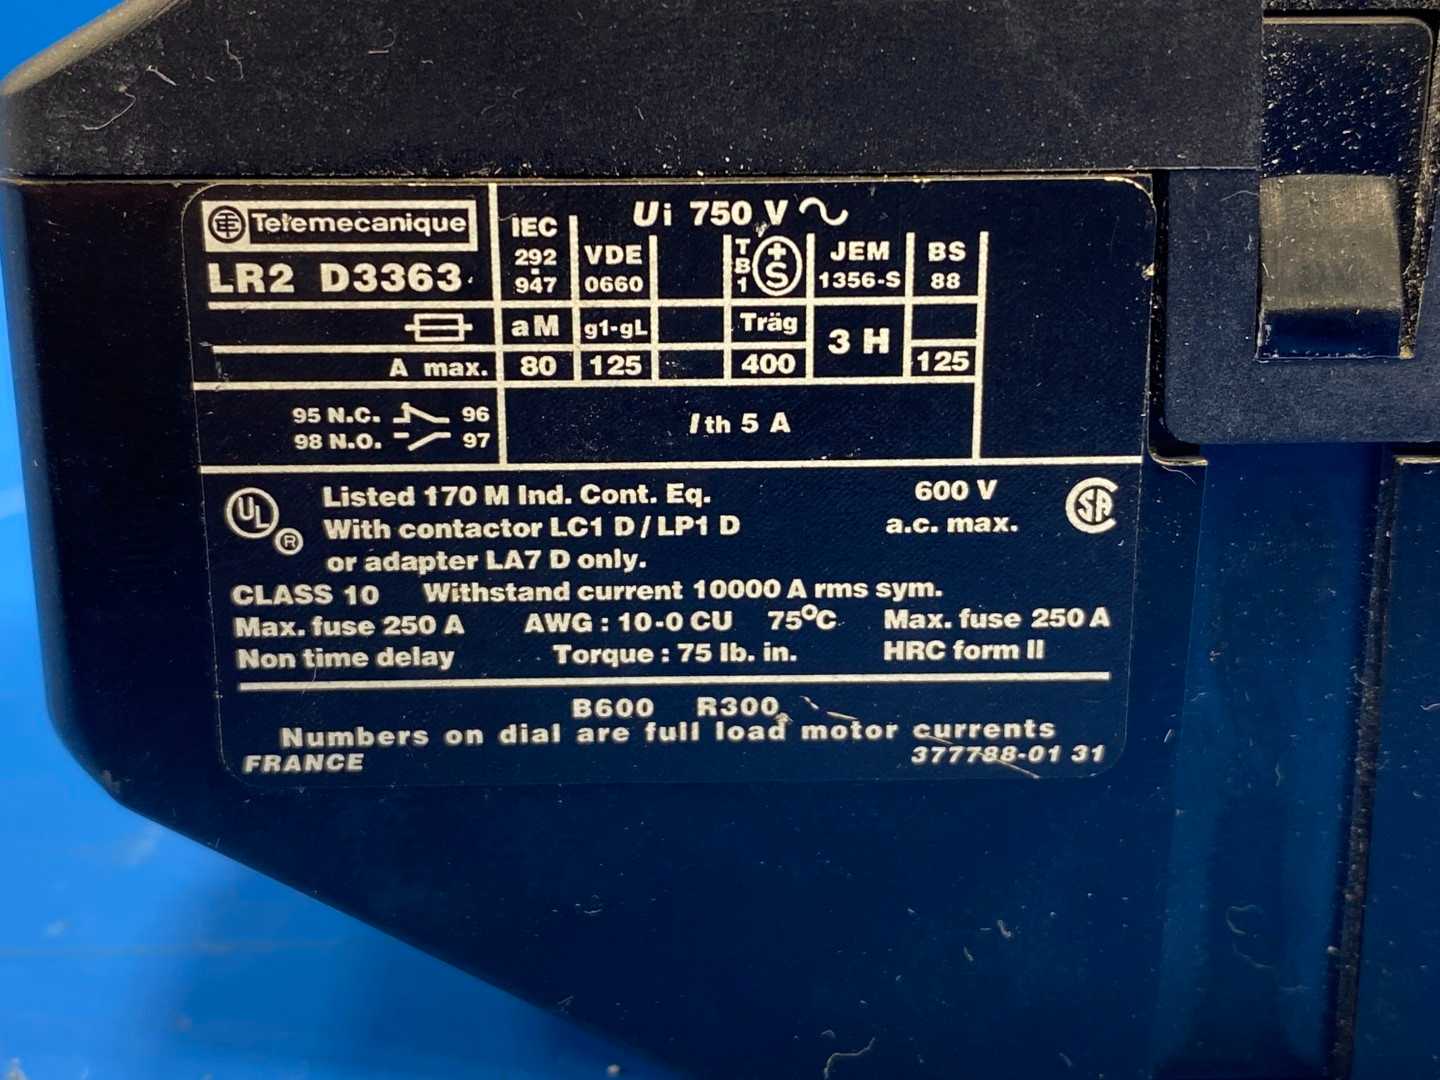 Telemecanique
LR2 D3363
Ui 750 V
IEC 292 - 947
VDE 0660
TB1 +S
JEM 1356-S
BS 88
aM g1-gL Träg 3 H
A max. 80 125 400 125
95 N.C. 96
98 N.O. 97
Ith 5 A
UL ® Listed 170 M Ind. Cont. Eq. 600 V SA
With contactor LC1 D / LP1 D a.c. max.
or adapter LA7 D only.
CLASS 10 Withstand current 10000 A rms sym.
Max. fuse 250 A AWG : 10-0 CU 75°C Max. fuse 250 A
Non time delay Torque : 75 lb. in. HRC form II
B600 R300
Numbers on dial are full load motor currents
FRANCE 377788-01 31